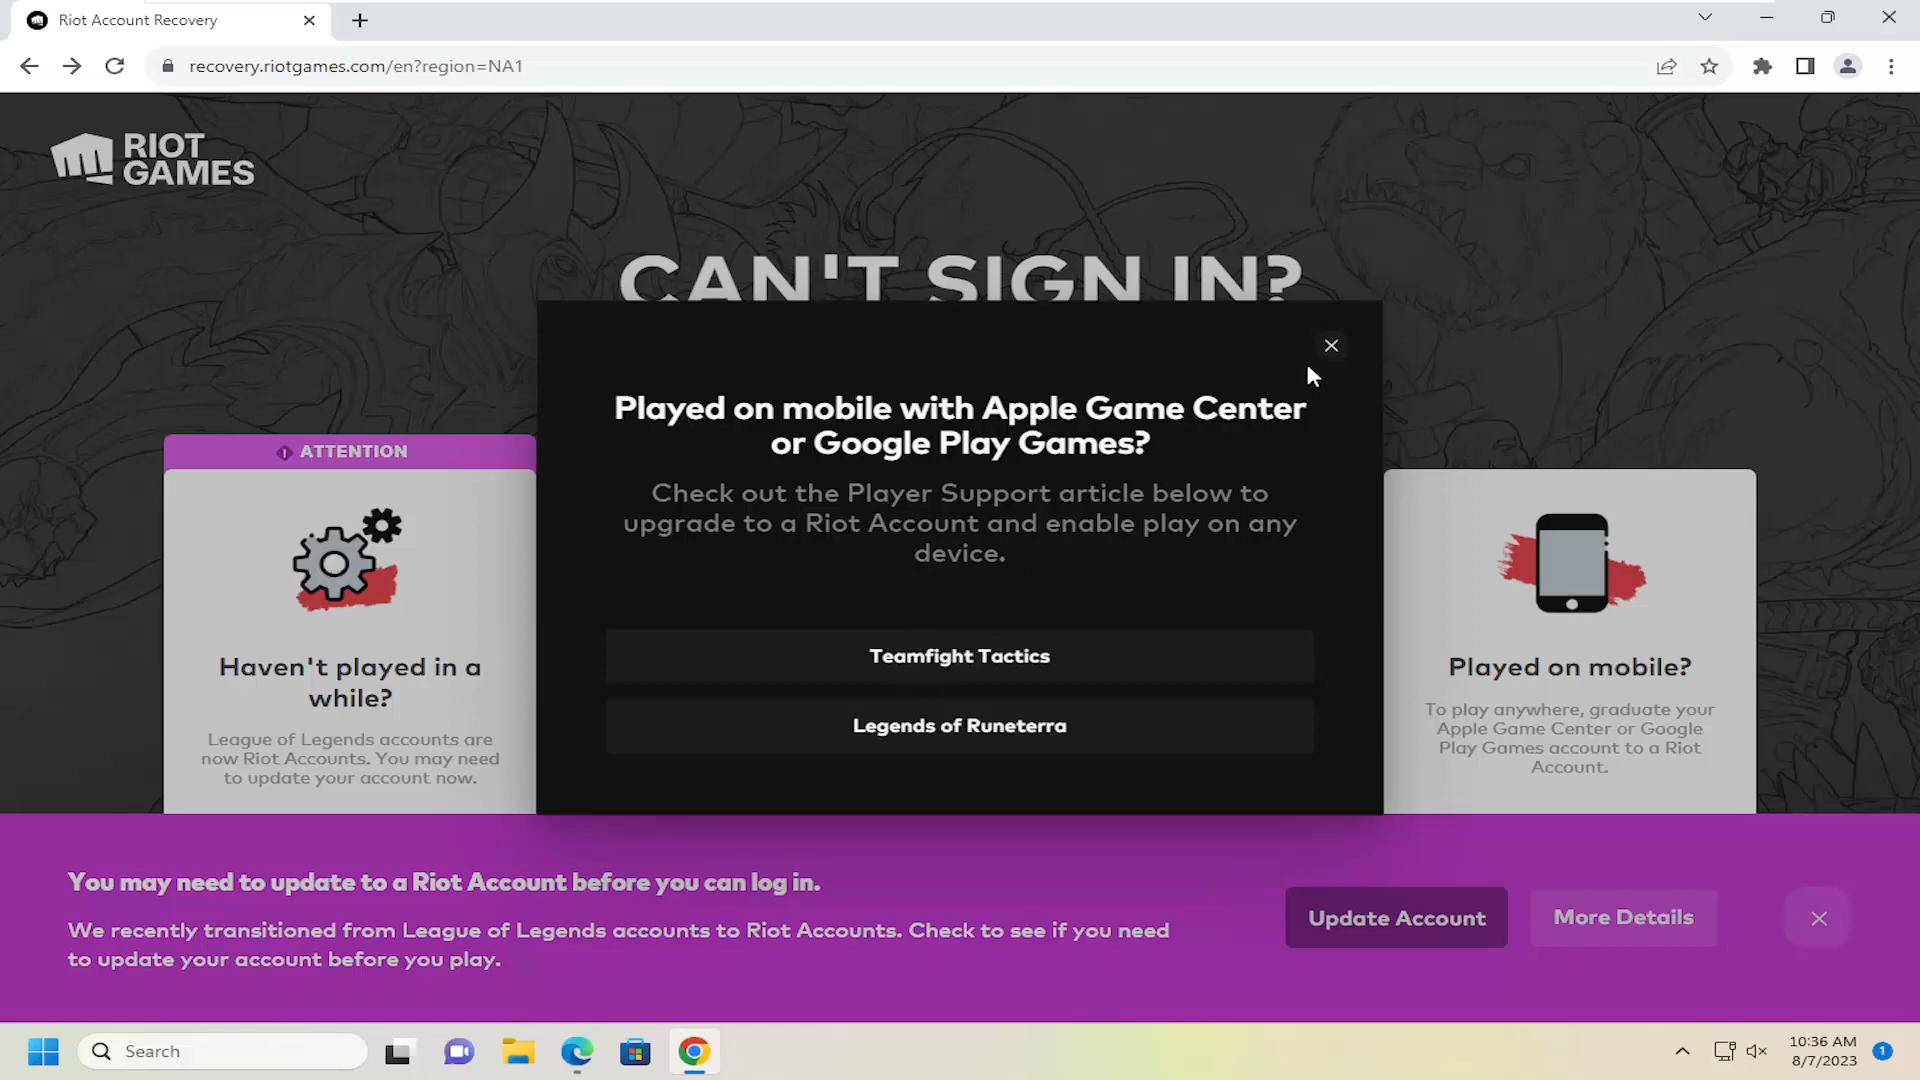 Riot Account Recovery
recovery.riotgames.com/en?region=NA1
RIOT
GAMES
CAN'T SIGN IN?
Played on mobile with Apple Game Center
or Google Play Games?
Check out the Player Support article below to
upgrade to a Riot Account and enable play on any
device.
Teamfight Tactics
Legends of Runeterra
ATTENTION
Haven't played in a
while?
League of Legends accounts are
now Riot Accounts. You may need
to update your account now.
Played on mobile?
To play anywhere, graduate your
Apple Game Center or Google
Play Games account to a Riot
Account.
You may need to update to a Riot Account before you can log in.
We recently transitioned from League of Legends accounts to Riot Accounts. Check to see if you need
to update your account before you play.
Update Account
More Details
Search
10:36 AM
8/7/2023
1